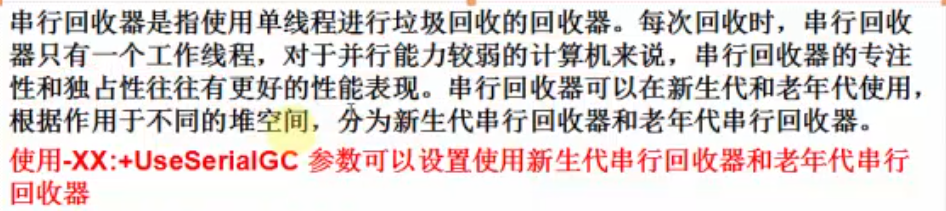 串行回收器是指使用单线程进行垃圾回收的回收器。每次回收时，串行回收
器只有一个工作线程，对于并行能力较弱的计算机来说，串行回收器的专注
性和独占性往往有更好的性能表现。串行回收器可以在新生代和老年代使用，
根据作用于不同的堆空间，分为新生代串行回收器和老年代串行回收器。
使用-XX:+UseSerialGC 参数可以设置使用新生代串行回收器和老年代串行
回收器